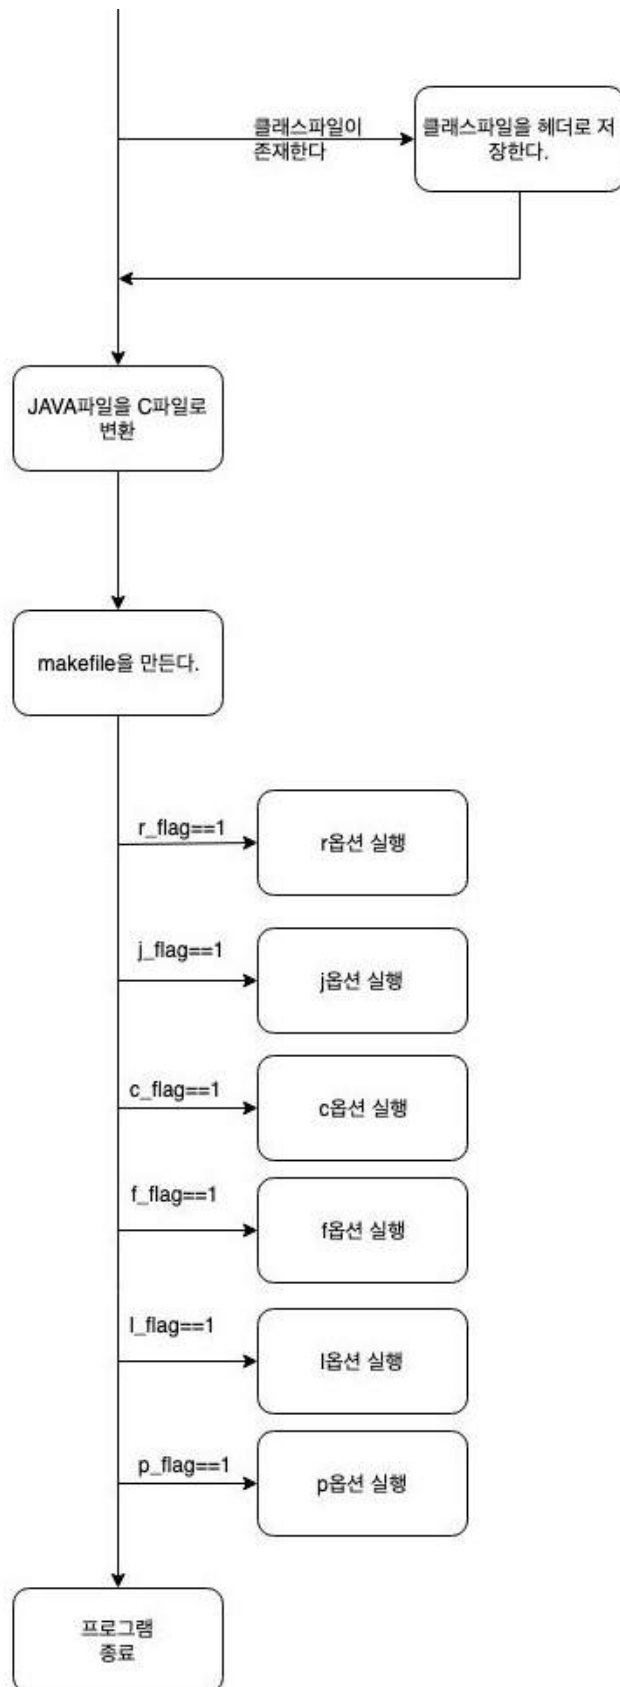 클래스파일이
존재한다
클래스파일을 헤더로 저
장한다.
JAVA파일을 C파일로
변환
makefile을 만든다.
r_flag==1
r옵션 실행
j_flag==1
j옵션 실행
c_flag==1
c옵션 실행
f_flag==1
f옵션 실행
l_flag==1
l옵션 실행
p_flag==1
p옵션 실행
프로그램
종료